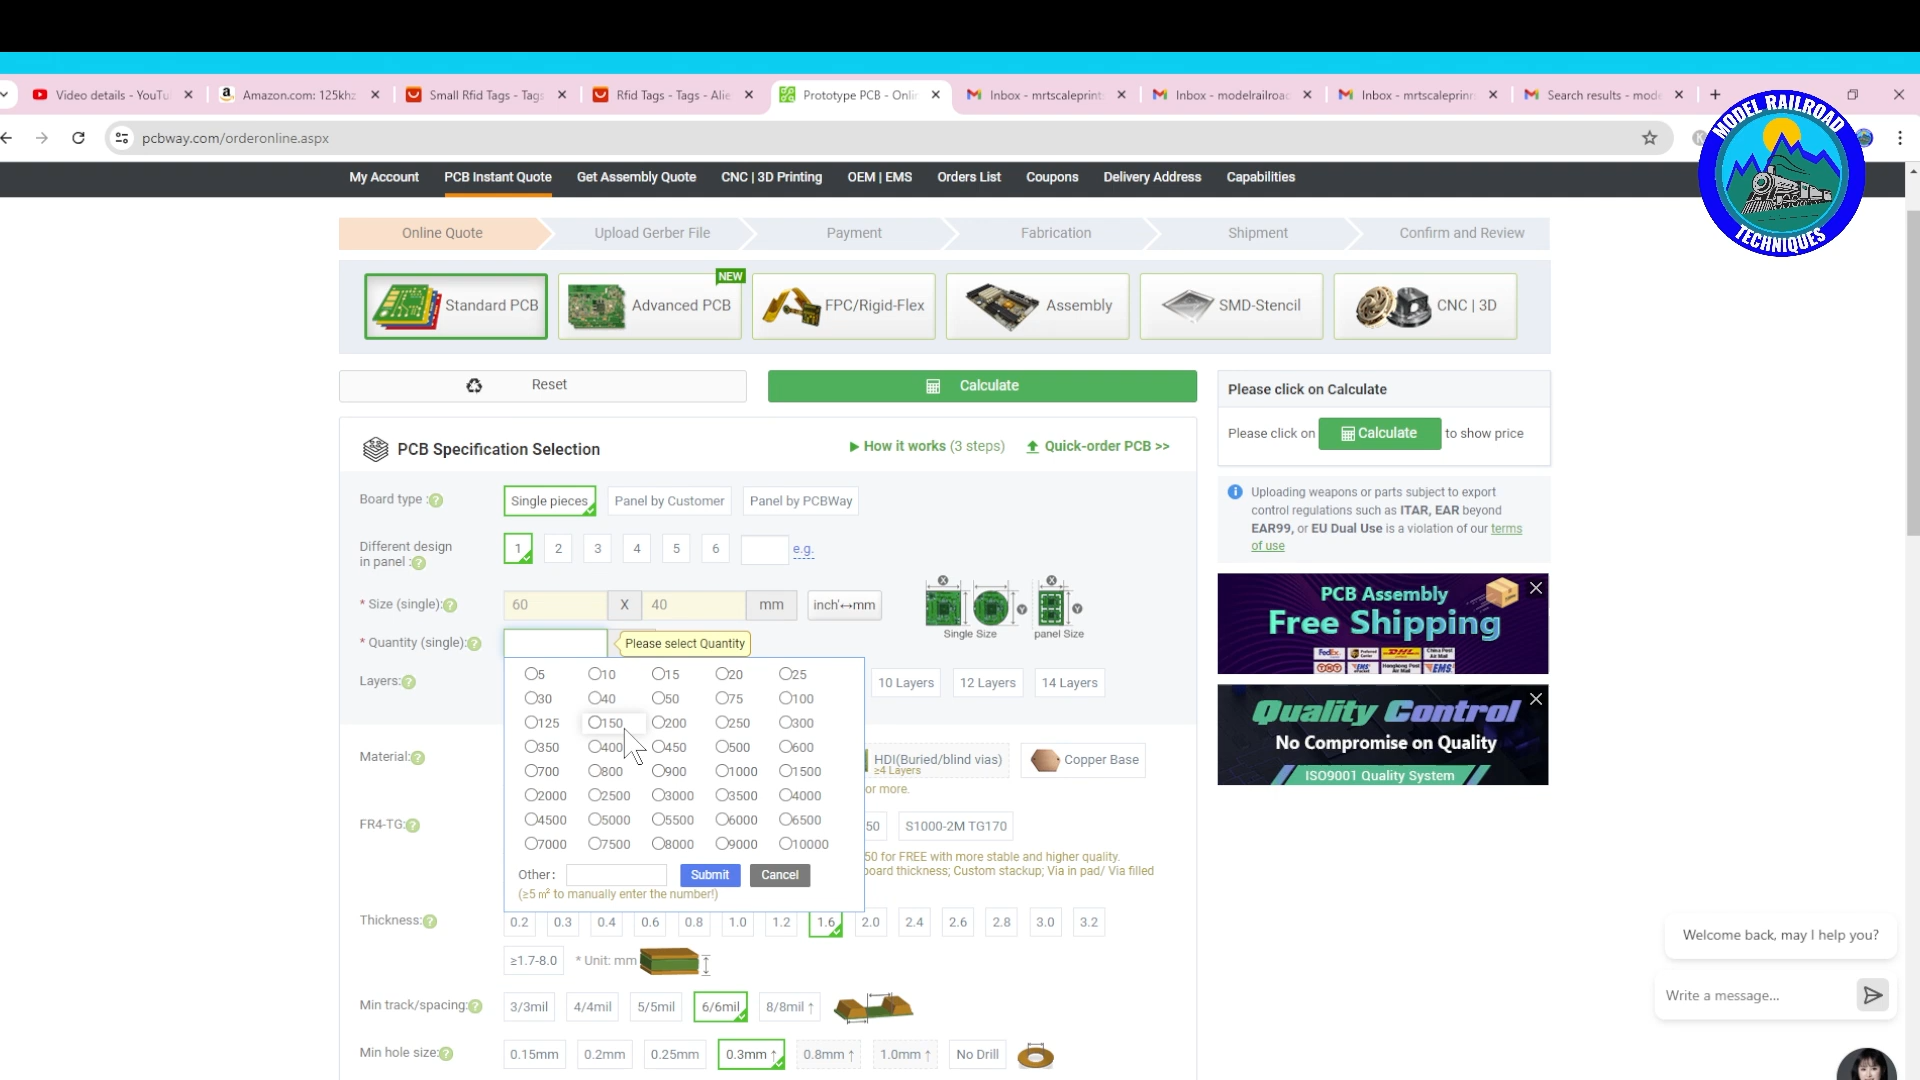 Video details - YouTu
Amazon.com: 125khz
Small Rfid Tags - Tags
Rfid Tags - Tags - Alie
Prototype PCB - Onlin
Inbox - mrtscaleprint
Inbox - modelrailroad
Inbox - mrtscaleprinr
Search results - mode
pcbway.com/orderonline.aspx
MODEL RAILROAD
TECHNIQUES
My Account
PCB Instant Quote
Get Assembly Quote
CNC | 3D Printing
OEM | EMS
Orders List
Coupons
Delivery Address
Capabilities
Online Quote
Upload Gerber File
Payment
Fabrication
Shipment
Confirm and Review
Standard PCB
NEW
Advanced PCB
FPC/Rigid-Flex
Assembly
SMD-Stencil
CNC | 3D
Reset
Calculate
Please click on Calculate
Please click on Calculate to show price
PCB Specification Selection
How it works (3 steps)
Quick-order PCB >>
Board type :
Single pieces
Panel by Customer
Panel by PCBWay
Uploading weapons or parts subject to export
control regulations such as ITAR, EAR beyond
EAR99, or EU Dual Use is a violation of our terms
of use
Different design
in panel :
1 2 3 4 5 6 e.g.
* Size (single):
60 X 40 mm inch'↔mm
X Y X Y
Single Size panel Size
* Quantity (single):
Please select Quantity
PCB Assembly
Free Shipping
5 10 15 20 25
30 40 50 75 100
125 150 200 250 300
350 400 450 500 600
700 800 900 1000 1500
2000 2500 3000 3500 4000
4500 5000 5500 6000 6500
7000 7500 8000 9000 10000
Other: Submit Cancel
(≥5 ㎡ to manually enter the number!)
Layers:
10 Layers 12 Layers 14 Layers
Quality Control
No Compromise on Quality
ISO9001 Quality System
Material:
HDI(Buried/blind vias)
≥4 Layers
Copper Base
or more.
FR4-TG:
50 S1000-2M TG170
50 for FREE with more stable and higher quality.
oard thickness; Custom stackup; Via in pad/ Via filled
Thickness:
0.2 0.3 0.4 0.6 0.8 1.0 1.2 1.6 2.0 2.4 2.6 2.8 3.0 3.2
≥1.7-8.0 * Unit: mm
Min track/spacing:
3/3mil 4/4mil 5/5mil 6/6mil 8/8mil ↑
Min hole size:
0.15mm 0.2mm 0.25mm 0.3mm ↑ 0.8mm ↑ 1.0mm ↑ No Drill
Welcome back, may I help you?
Write a message...